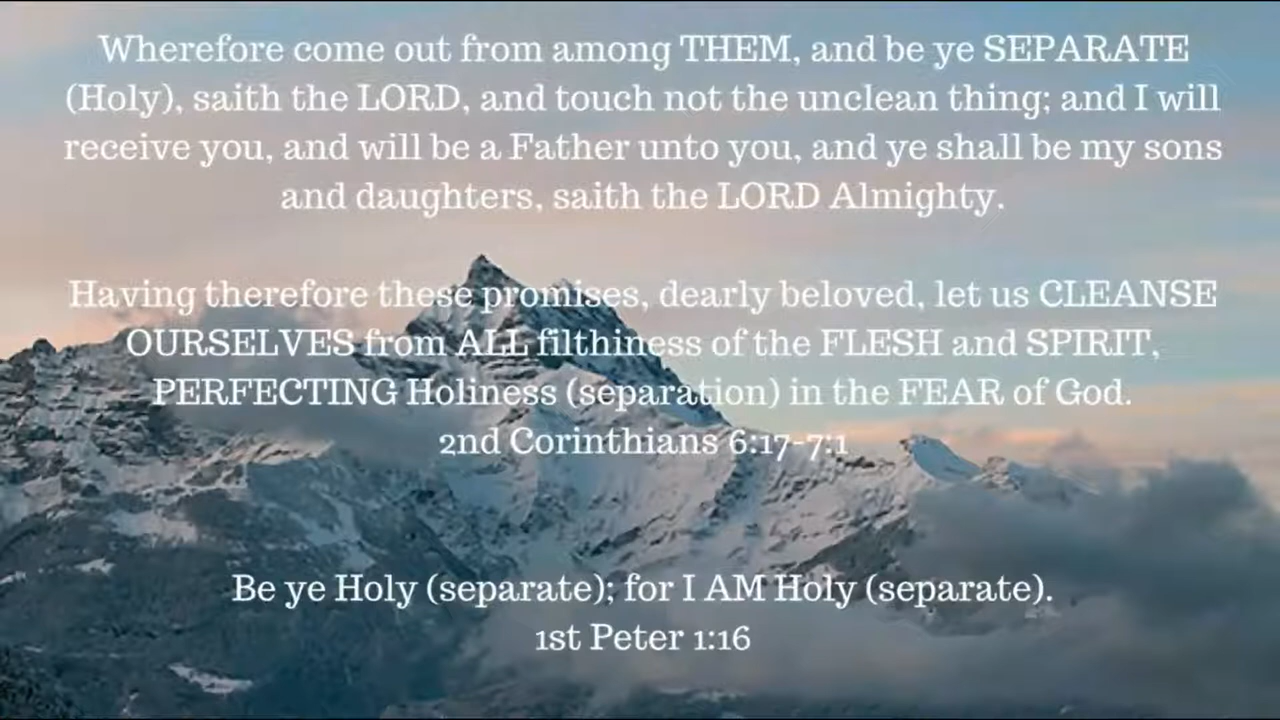 Wherefore come out from among THEM, and be ye SEPARATE
(Holy), saith the LORD, and touch not the unclean thing; and I will
receive you, and will be a Father unto you, and ye shall be my sons
and daughters, saith the LORD Almighty.
Having therefore these promises, dearly beloved, let us CLEANSE
OURSELVES from ALL filthiness of the FLESH and SPIRIT,
PERFECTING Holiness (separation) in the FEAR of God.
2nd Corinthians 6:17-7:1
Be ye Holy (separate); for I AM Holy (separate).
1st Peter 1:16